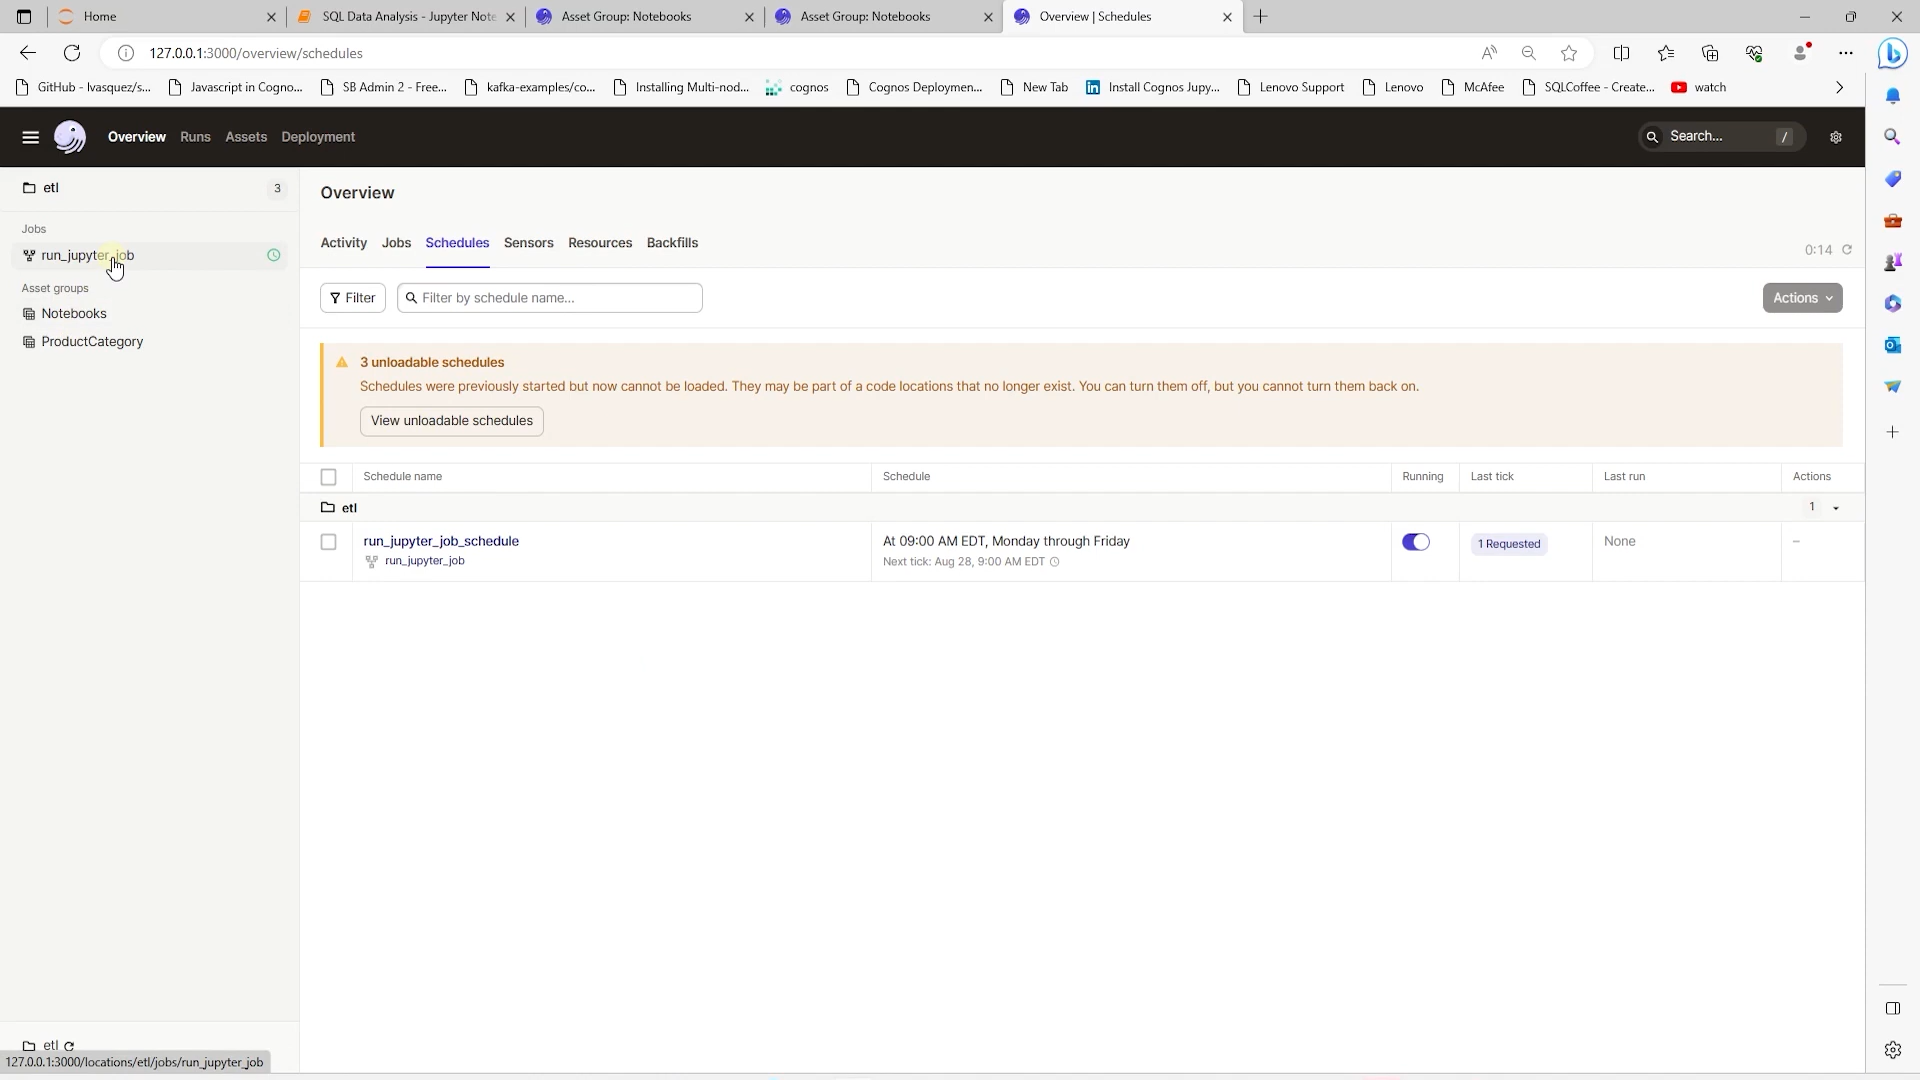 Home
SQL Data Analysis - Jupyter Note
Asset Group: Notebooks
Asset Group: Notebooks
Overview | Schedules
127.0.0.1:3000/overview/schedules
GitHub - lvasquez/s...
Javascript in Cogno...
SB Admin 2 - Free...
kafka-examples/co...
Installing Multi-nod...
cognos
Cognos Deploymen...
New Tab
Install Cognos Jupy...
Lenovo Support
Lenovo
McAfee
SQLCoffee - Create...
watch
Overview
Runs
Assets
Deployment
Search...
/
etl
3
Jobs
run_jupyter_job
Asset groups
Notebooks
ProductCategory
Overview
Activity
Jobs
Schedules
Sensors
Resources
Backfills
0:14
Filter
Filter by schedule name...
Actions
3 unloadable schedules
Schedules were previously started but now cannot be loaded. They may be part of a code locations that no longer exist. You can turn them off, but you cannot turn them back on.
View unloadable schedules
Schedule name
Schedule
Running
Last tick
Last run
Actions
etl
1
run_jupyter_job_schedule
At 09:00 AM EDT, Monday through Friday
1 Requested
None
–
run_jupyter_job
Next tick: Aug 28, 9:00 AM EDT
etl
127.0.0.1:3000/locations/etl/jobs/run_jupyter_job